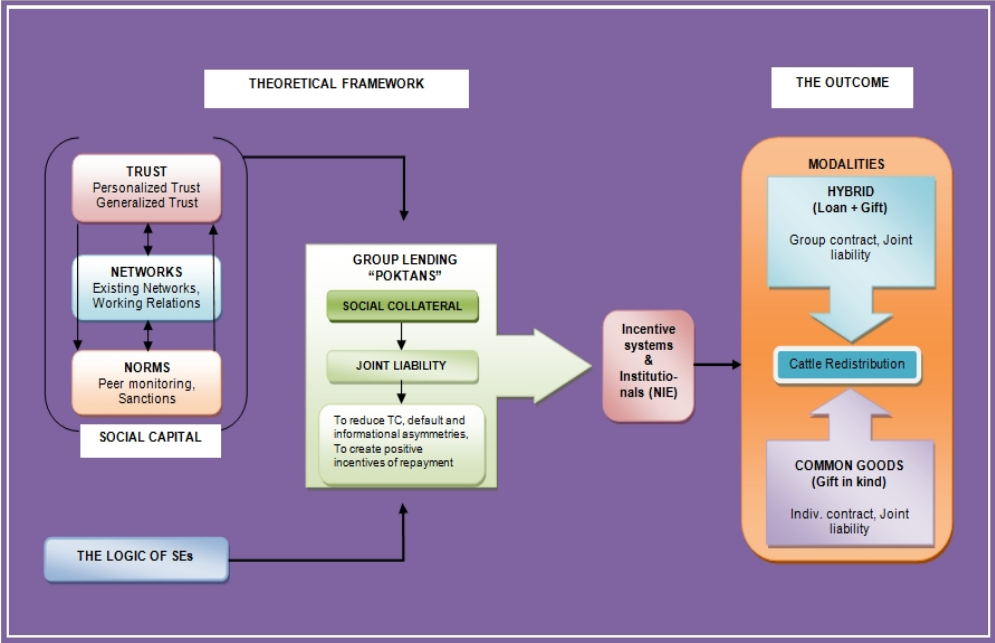 THEORETICAL FRAMEWORK
THE OUTCOME
TRUST
Personalized Trust
Generalized Trust
NETWORKS
Existing Networks,
Working Relations
NORMS
Peer monitoring,
Sanctions
SOCIAL CAPITAL
THE LOGIC OF SEs
GROUP LENDING
“POKTANS”
SOCIAL COLLATERAL
JOINT LIABILITY
To reduce TC, default and
informational asymmetries,
To create positive
incentives of repayment
Incentive
systems
&
Institutio-
nals (NIE)
MODALITIES
HYBRID
(Loan + Gift)
Group contract, Joint
liability
Cattle Redistribution
COMMON GOODS
(Gift in kind)
Indiv. contract, Joint
liability